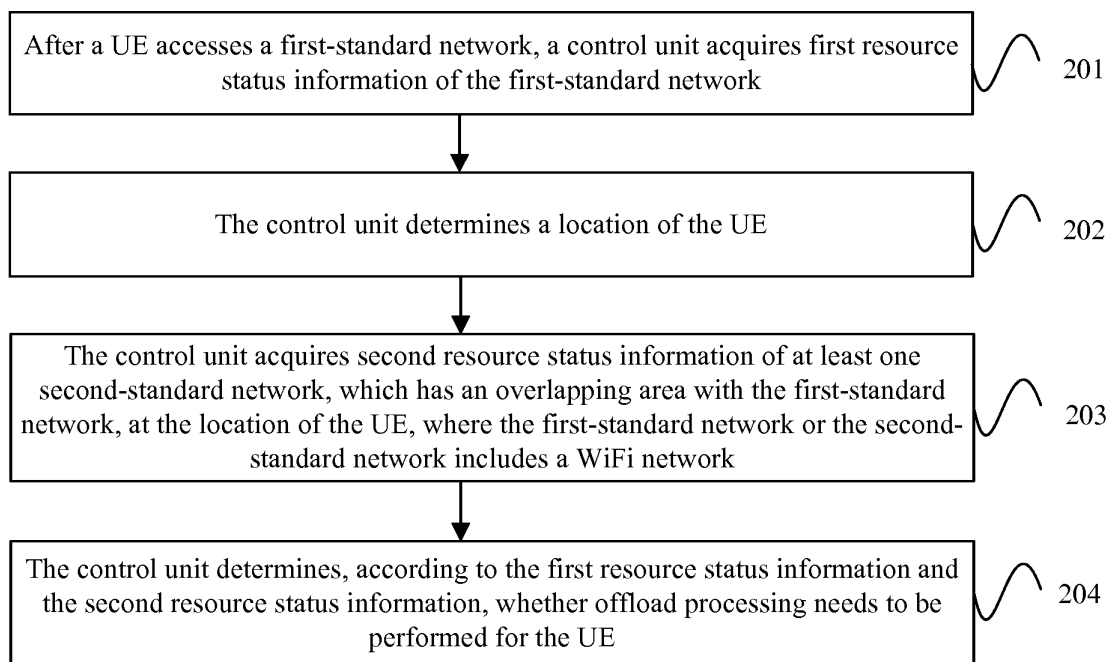 After a UE accesses a first-standard network, a control unit acquires first resource
status information of the first-standard network
201
The control unit determines a location of the UE
202
The control unit acquires second resource status information of at least one
second-standard network, which has an overlapping area with the first-standard
network, at the location of the UE, where the first-standard network or the second-
standard network includes a WiFi network
203
The control unit determines, according to the first resource status information and
the second resource status information, whether offload processing needs to be
performed for the UE
204